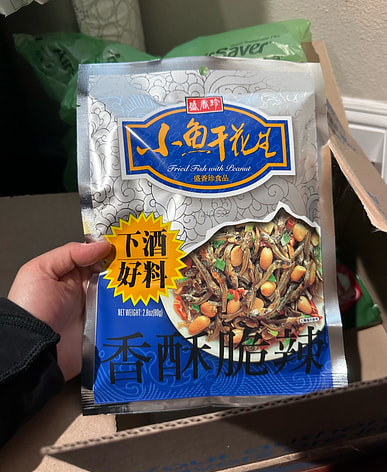 Saver
盛香珍
小魚干花生
Fried Fish with Peanut
盛香珍食品
下酒
好料
NET WEIGHT: 2.8oz(80g)
香酥脆辣